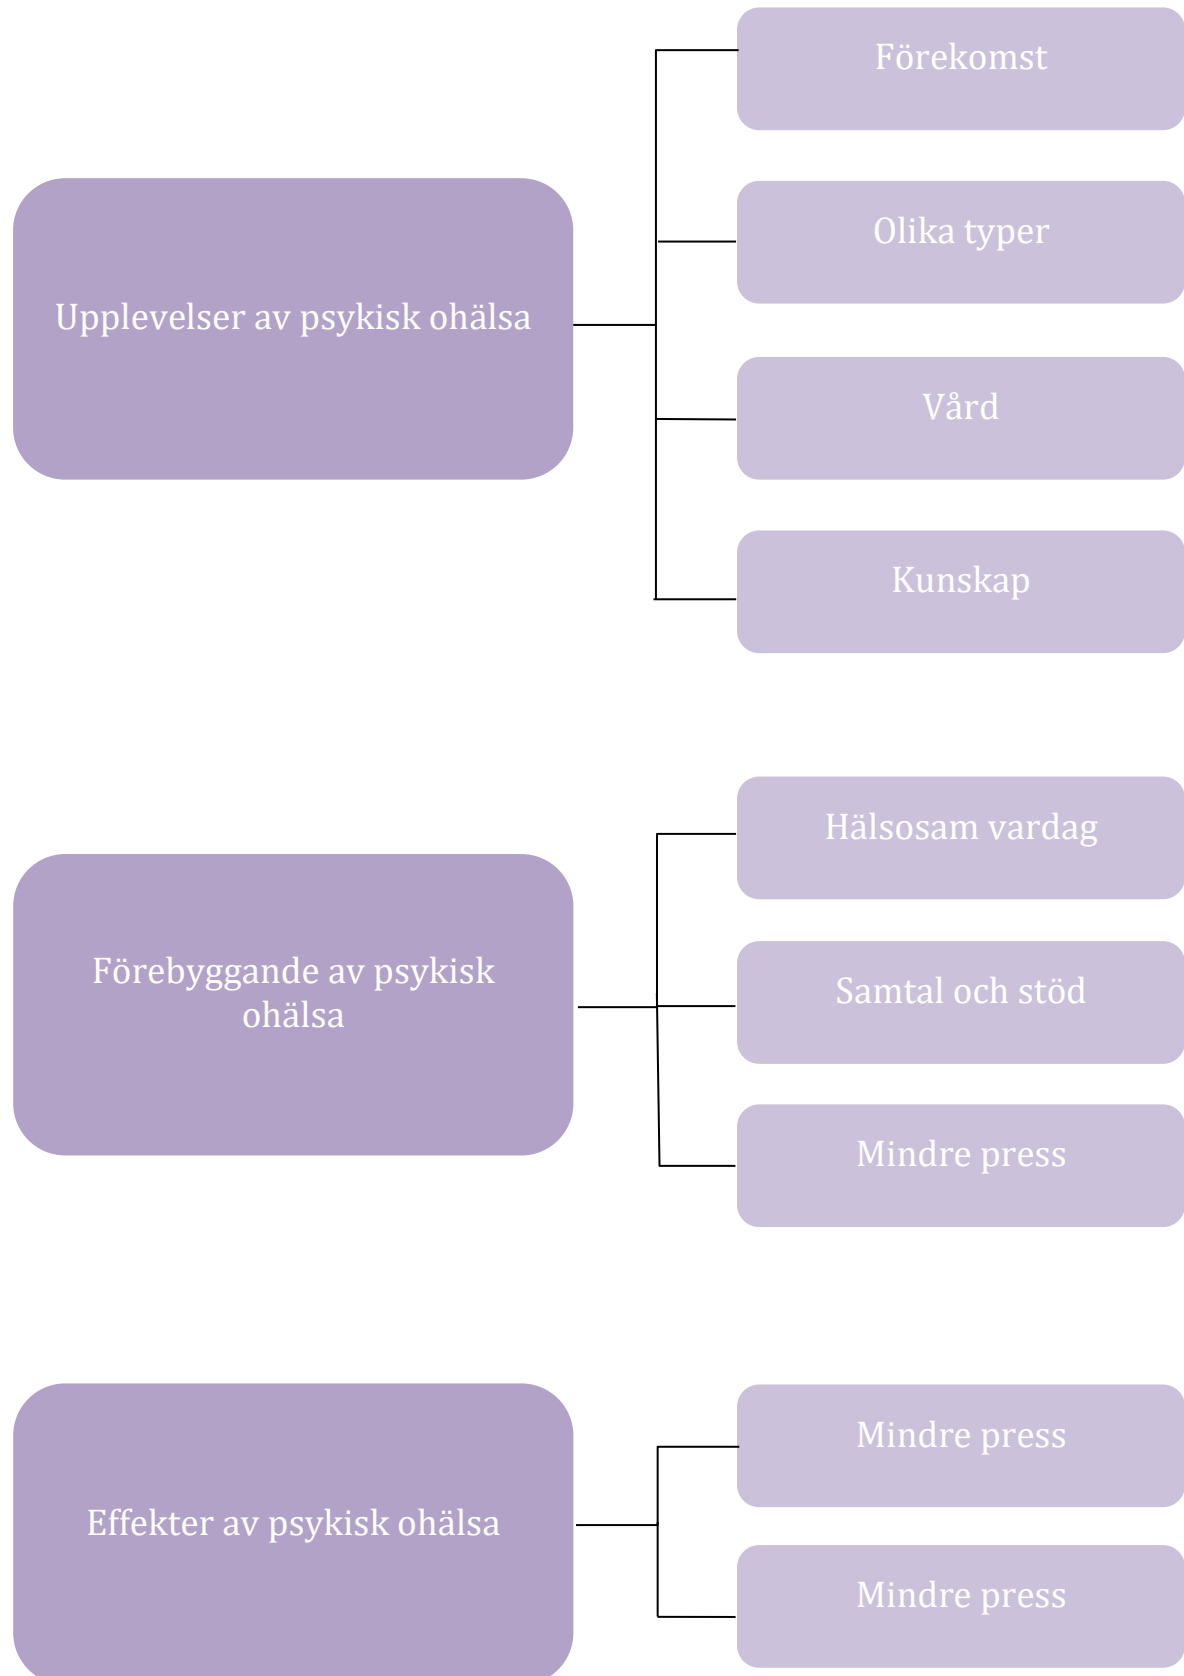 Förekomst
Olika typer
Upplevelser av psykisk ohälsa
Vård
Kunskap
Hälsosam vardag
Förebyggande av psykisk
ohälsa
Samtal och stöd
Mindre press
Mindre press
Effekter av psykisk ohälsa
Mindre press